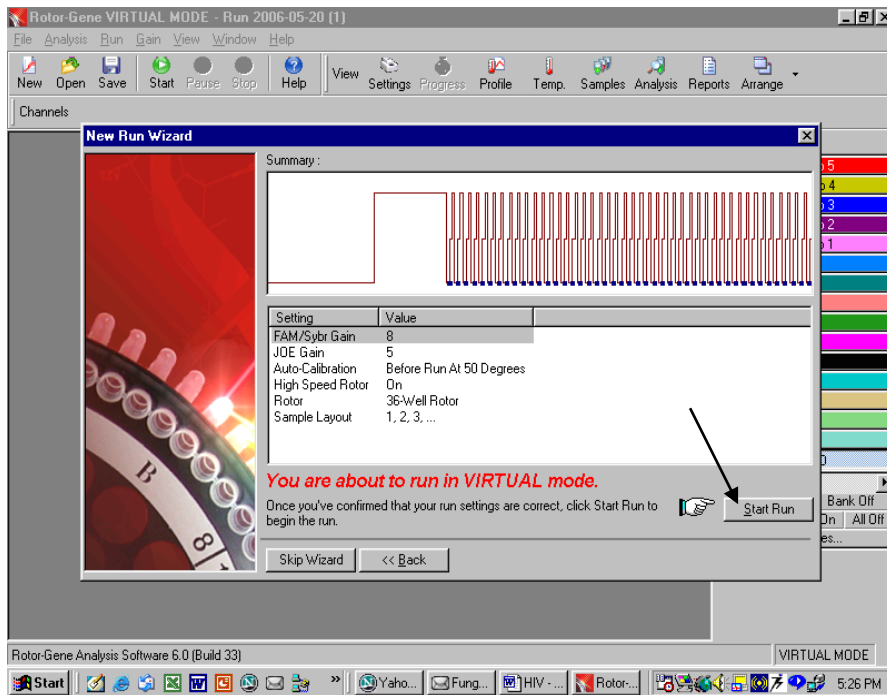 Rotor-Gene VIRTUAL MODE - Run 2006-05-20 (1)
File Analysis Run Gain View Window Help
New Open Save Start Pause Stop Help View Settings Progress Profile Temp. Samples Analysis Reports Arrange
Channels
New Run Wizard
Summary :
Setting Value
FAM/Sybr Gain 8
JOE Gain 5
Auto-Calibration Before Run At 50 Degrees
High Speed Rotor On
Rotor 36-Well Rotor
Sample Layout 1, 2, 3, ...
You are about to run in VIRTUAL mode.
Once you've confirmed that your run settings are correct, click Start Run to
begin the run.
Start Run
Skip Wizard << Back
5
4
3
2
1
Bank Off
On All Off
es...
B
8
1
Rotor-Gene Analysis Software 6.0 (Build 33) VIRTUAL MODE
Start » Yaho... Fung... HIV - ... Rotor-... 5:26 PM